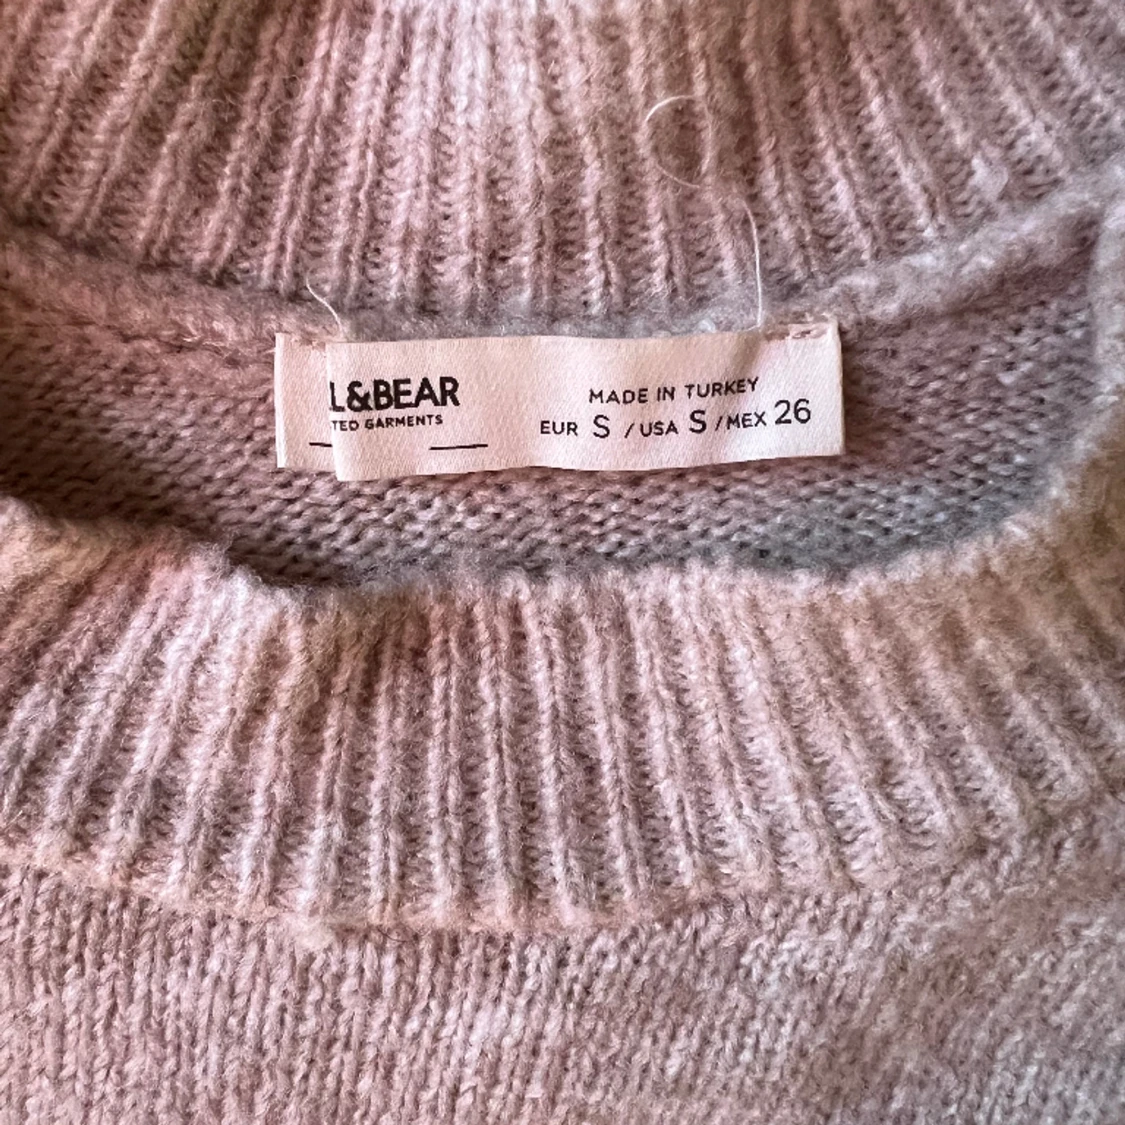 L&BEAR
TED GARMENTS
MADE IN TURKEY
EUR S / USA S / MEX 26